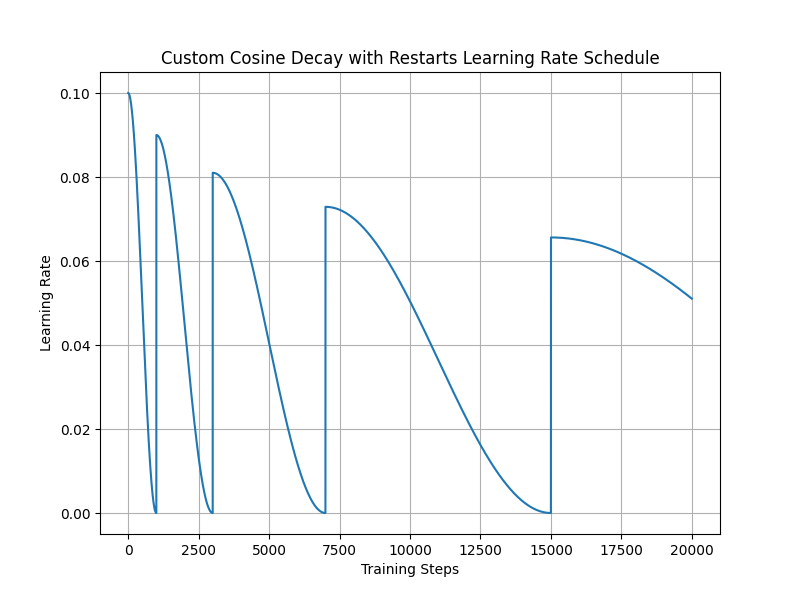 Custom Cosine Decay with Restarts Learning Rate Schedule
0.10
0.08
0.06
0.04
0.02
0.00
Learning Rate
0 2500 5000 7500 10000 12500 15000 17500 20000
Training Steps